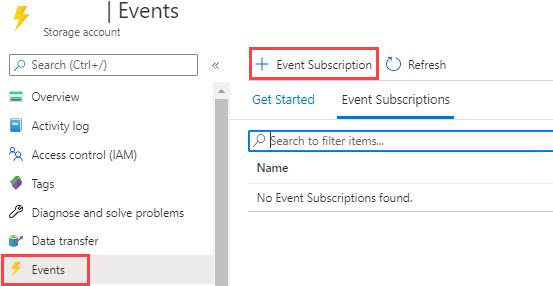 | Events
Storage account
Search (Ctrl+/)
«
Overview
Activity log
Access control (IAM)
Tags
Diagnose and solve problems
Data transfer
Events
+ Event Subscription
Refresh
Get Started
Event Subscriptions
Search to filter items...
Name
No Event Subscriptions found.